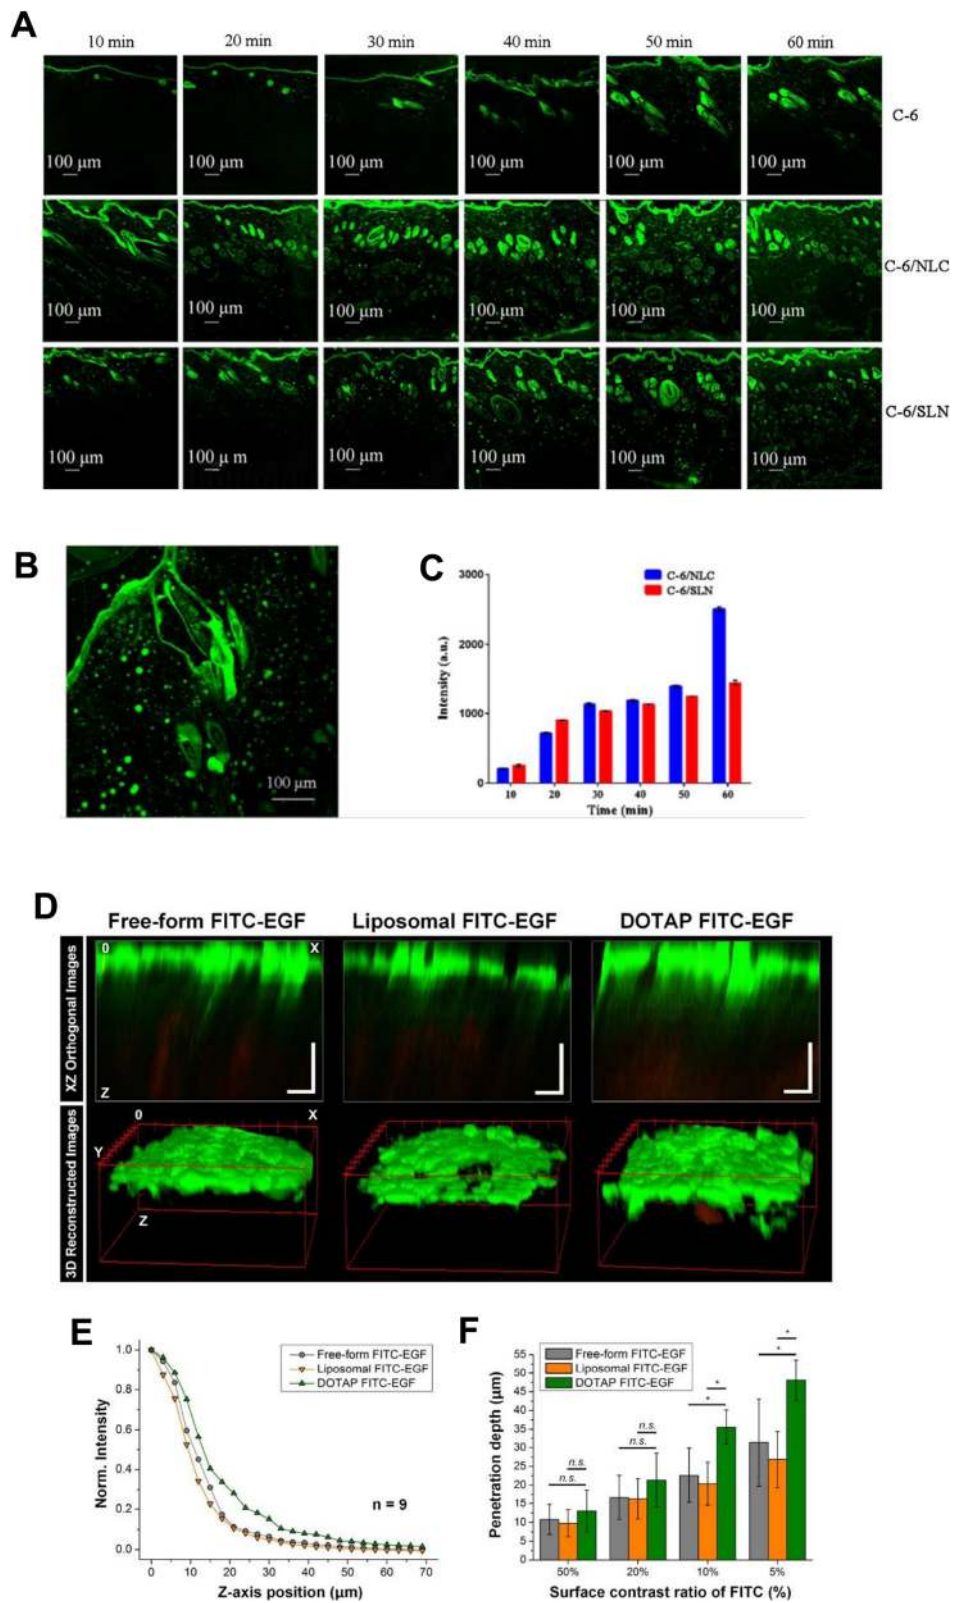 A
10 min 20 min 30 min 40 min 50 min 60 min
100 µm 100 µm 100 µm 100 µm 100 µm 100 µm
C-6
100 µm 100 µm 100 µm 100 µm 100 µm 100 µm
C-6/NLC
100 µm 100 µ m 100 µm 100 µm 100 µm 100 µm
C-6/SLN
B
100 µm
C
C-6/NLC
C-6/SLN
3000
2000
1000
0
Intensity (a.u.)
10 20 30 40 50 60
Time (min)
D
Free-form FITC-EGF Liposomal FITC-EGF DOTAP FITC-EGF
XZ Orthogonal Images
0 X
Z
3D Reconstructed Images
0 X
Y
Z
E
Free-form FITC-EGF
Liposomal FITC-EGF
DOTAP FITC-EGF
1.0
0.8
0.6
0.4
0.2
0.0
Norm. Intensity
n = 9
0 10 20 30 40 50 60 70
Z-axis position (µm)
F
Free-form FITC-EGF
Liposomal FITC-EGF
DOTAP FITC-EGF
55
50
45
40
35
30
25
20
15
10
5
0
Penetration depth (µm)
n.s.
n.s.
n.s.
n.s.
*
*
*
*
50% 20% 10% 5%
Surface contrast ratio of FITC (%)